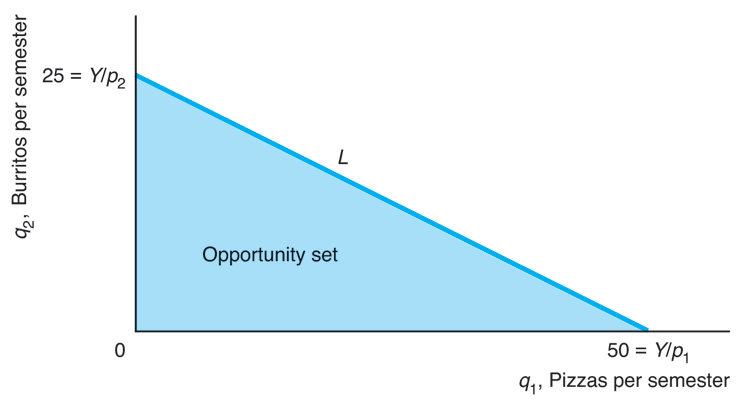 q2, Burritos per semester
25 = Y/p2
L
Opportunity set
0
50 = Y/p1
q1, Pizzas per semester